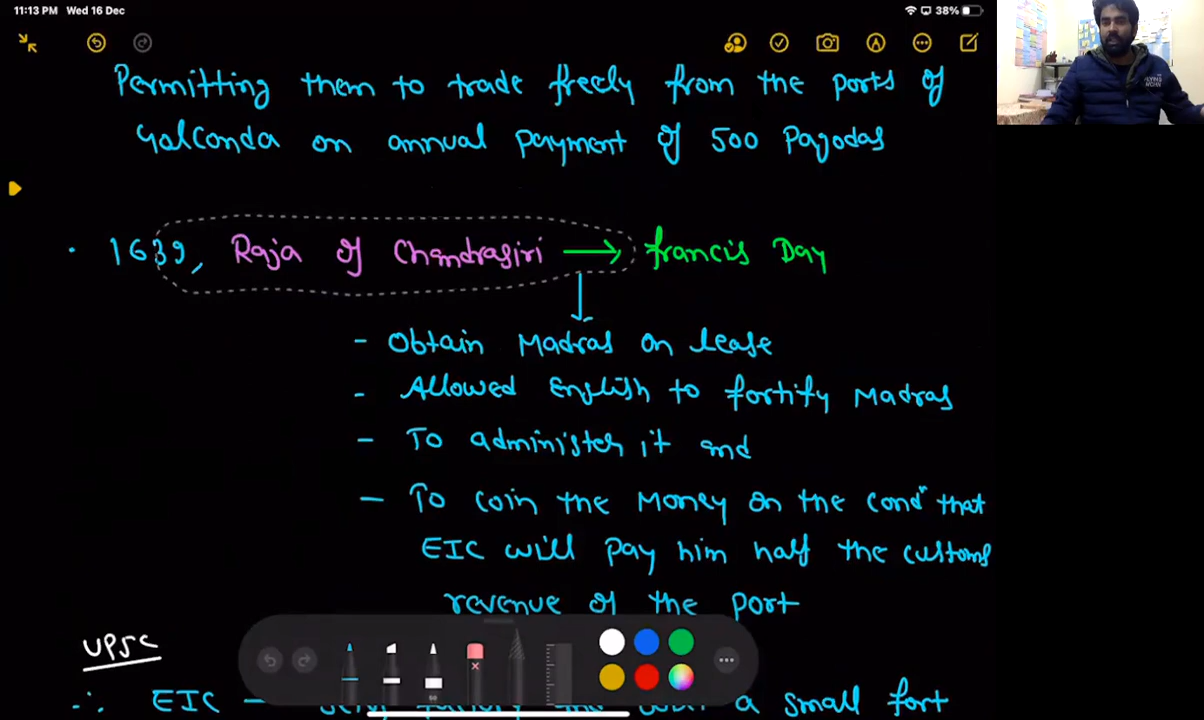 11:13 PM Wed 16 Dec
38%
Permitting them to trade freely from the ports of
Golconda on annual payment of 500 Pagodas
• 1639, Raja of Chandragiri → francis Day
- Obtain Madras on lease
- Allowed English to fortify Madras
- To administer it and
- To coin the Money on the condⁿ that
EIC will pay him half the customs
revenue of the port
UPSC
∴ EIC - a small fort